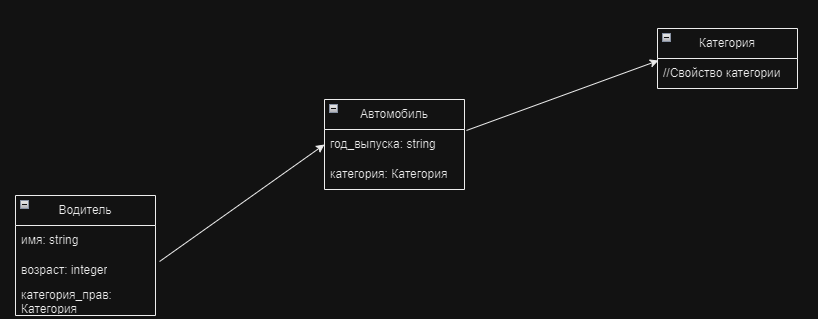 Категория
//Свойство категории
Автомобиль
год_выпуска: string
категория: Категория
Водитель
имя: string
возраст: integer
категория_прав:
Категория